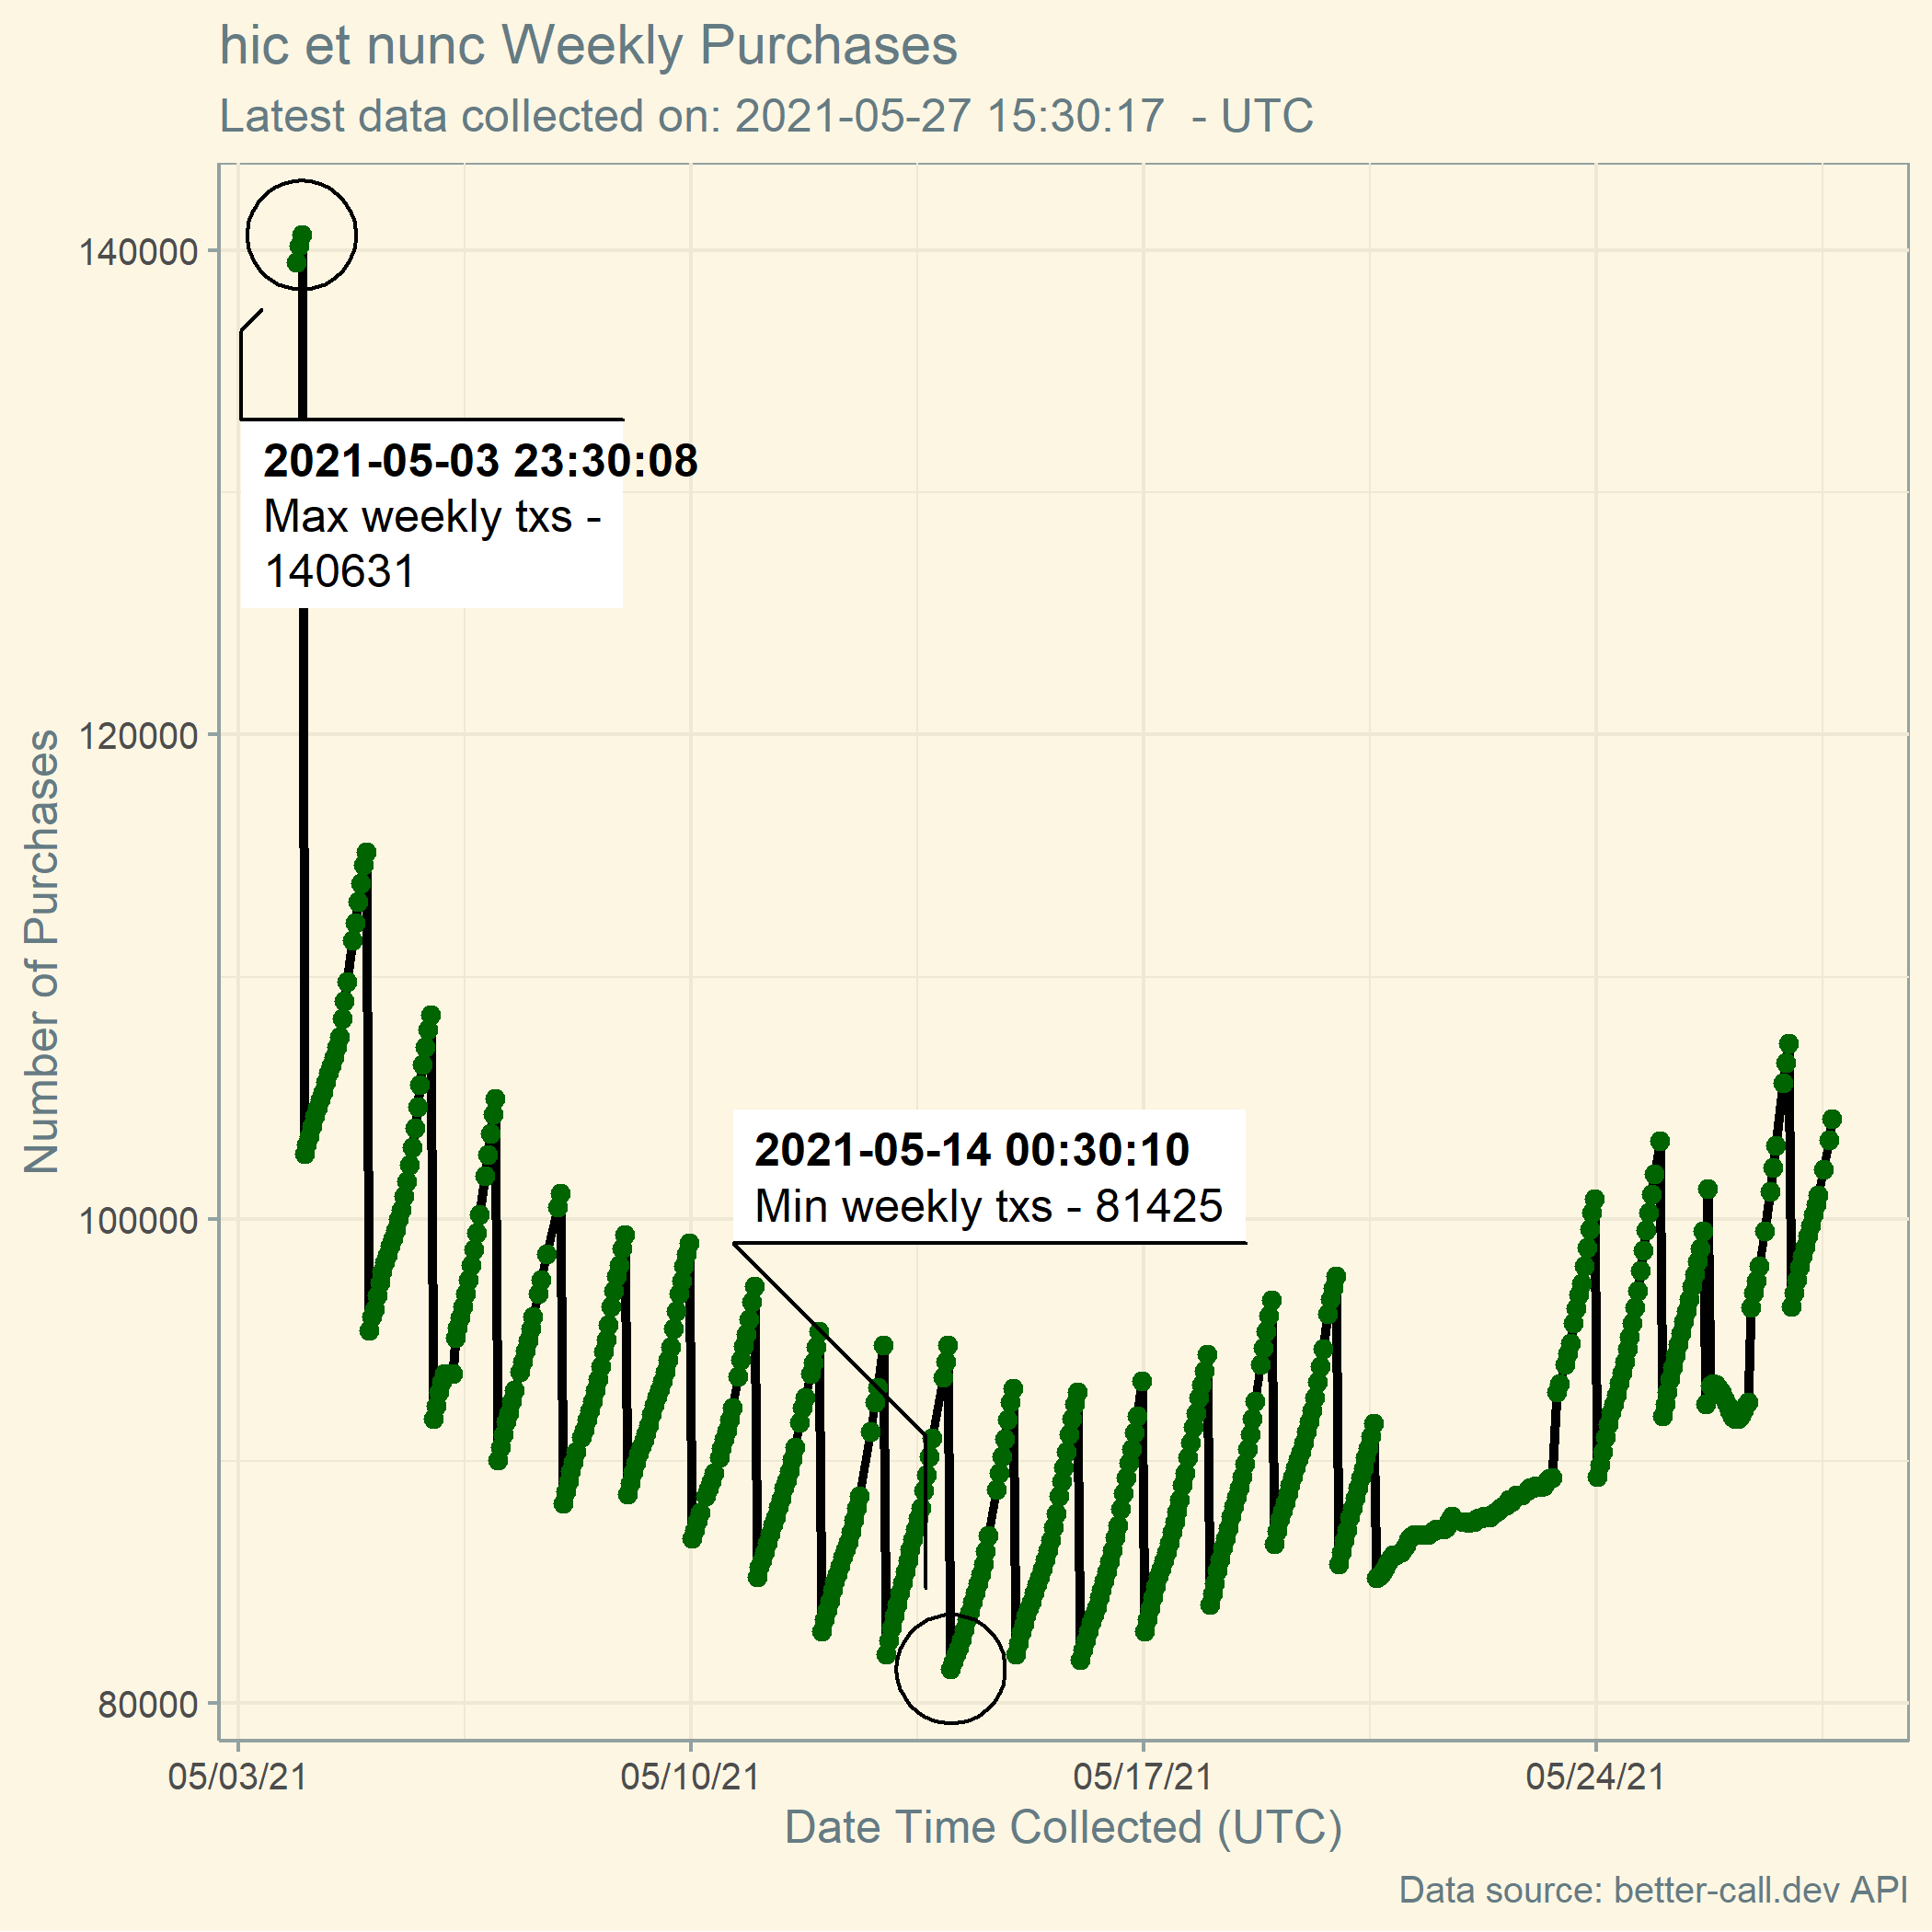 hic et nunc Weekly Purchases
Latest data collected on: 2021-05-27 15:30:17  - UTC
Number of Purchases
140000
120000
100000
80000
2021-05-03 23:30:08
Max weekly txs -
140631
2021-05-14 00:30:10
Min weekly txs - 81425
05/03/21
05/10/21
05/17/21
05/24/21
Date Time Collected (UTC)
Data source: better-call.dev API